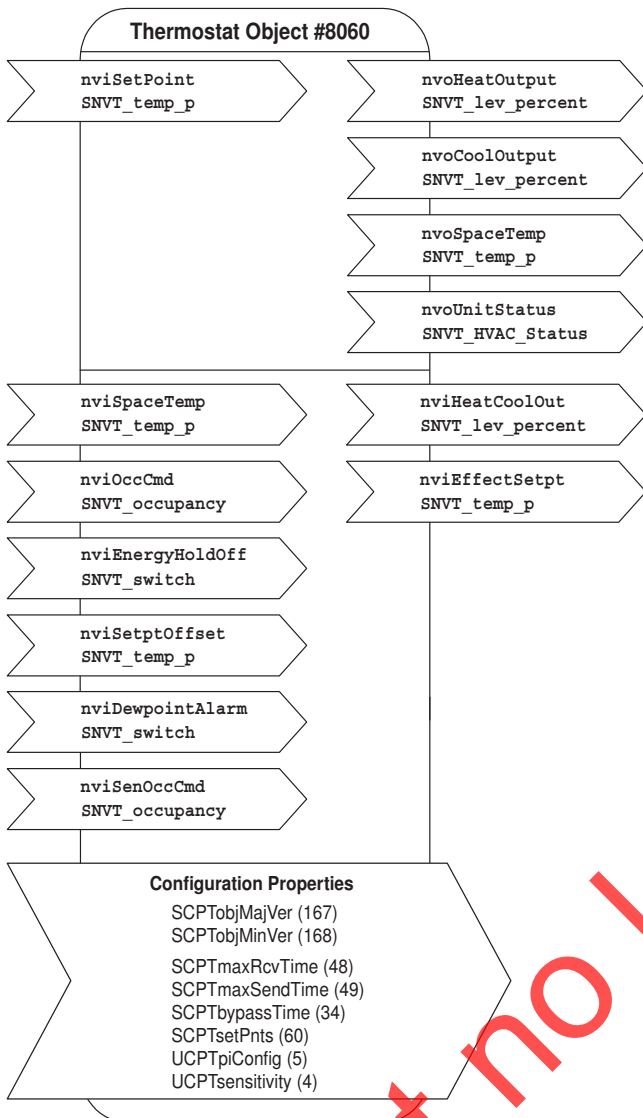 Thermostat Object #8060
nviSetPoint
SNVT_temp_p
nvoHeatOutput
SNVT_lev_percent
nvoCoolOutput
SNVT_lev_percent
nvoSpaceTemp
SNVT_temp_p
nvoUnitStatus
SNVT_HVAC_Status
nviSpaceTemp
SNVT_temp_p
nviHeatCoolOut
SNVT_lev_percent
nviOccCmd
SNVT_occupancy
nviEffectSetpt
SNVT_temp_p
nviEnergyHoldOff
SNVT_switch
nviSetptOffset
SNVT_temp_p
nviDewpointAlarm
SNVT_switch
nviSenOccCmd
SNVT_occupancy
Configuration Properties
SCPTobjMajVer (167)
SCPTobjMinVer (168)
SCPTmaxRcvTime (48)
SCPTmaxSendTime (49)
SCPTbypassTime (34)
SCPTsetPnts (60)
UCPTpiConfig (5)
UCPTsensitivity (4)
no